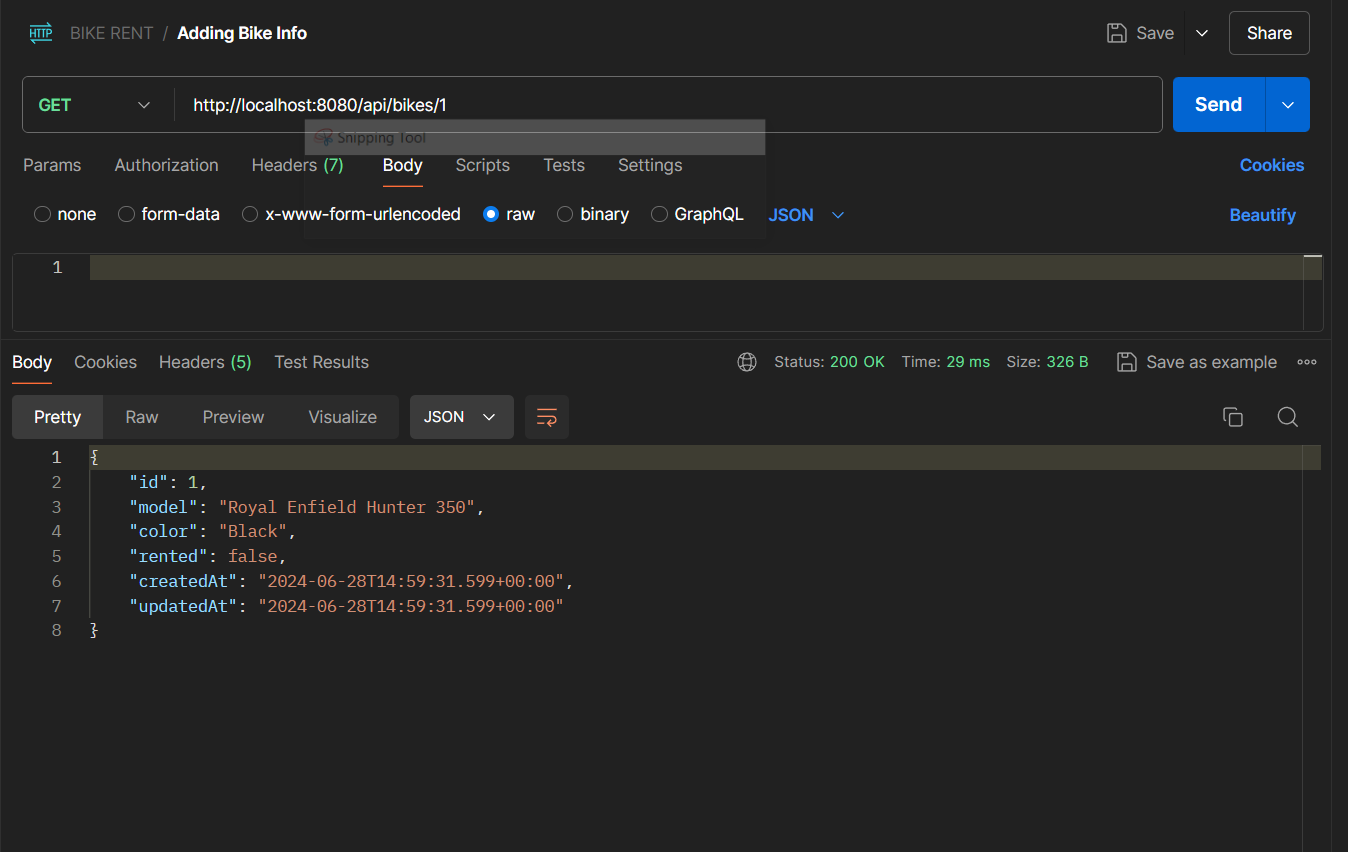 HTTP BIKE RENT / Adding Bike Info Save Share
GET http://localhost:8080/api/bikes/1 Send
Snipping Tool
Params Authorization Headers (7) Body Scripts Tests Settings Cookies
none form-data x-www-form-urlencoded raw binary GraphQL JSON Beautify
1
Body Cookies Headers (5) Test Results Status: 200 OK Time: 29 ms Size: 326 B Save as example
Pretty Raw Preview Visualize JSON
1 {
2 "id": 1,
3 "model": "Royal Enfield Hunter 350",
4 "color": "Black",
5 "rented": false,
6 "createdAt": "2024-06-28T14:59:31.599+00:00",
7 "updatedAt": "2024-06-28T14:59:31.599+00:00"
8 }